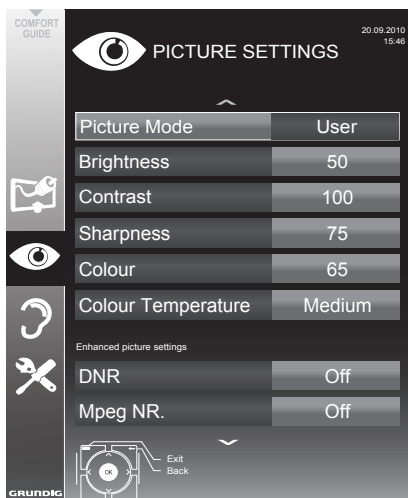 COMFORT
GUIDE
PICTURE SETTINGS
20.09.2010
15:46
Picture Mode User
Brightness 50
Contrast 100
Sharpness 75
Colour 65
Colour Temperature Medium
Enhanced picture settings
DNR Off
Mpeg NR. Off
Exit
Back
OK
GRUNDIG